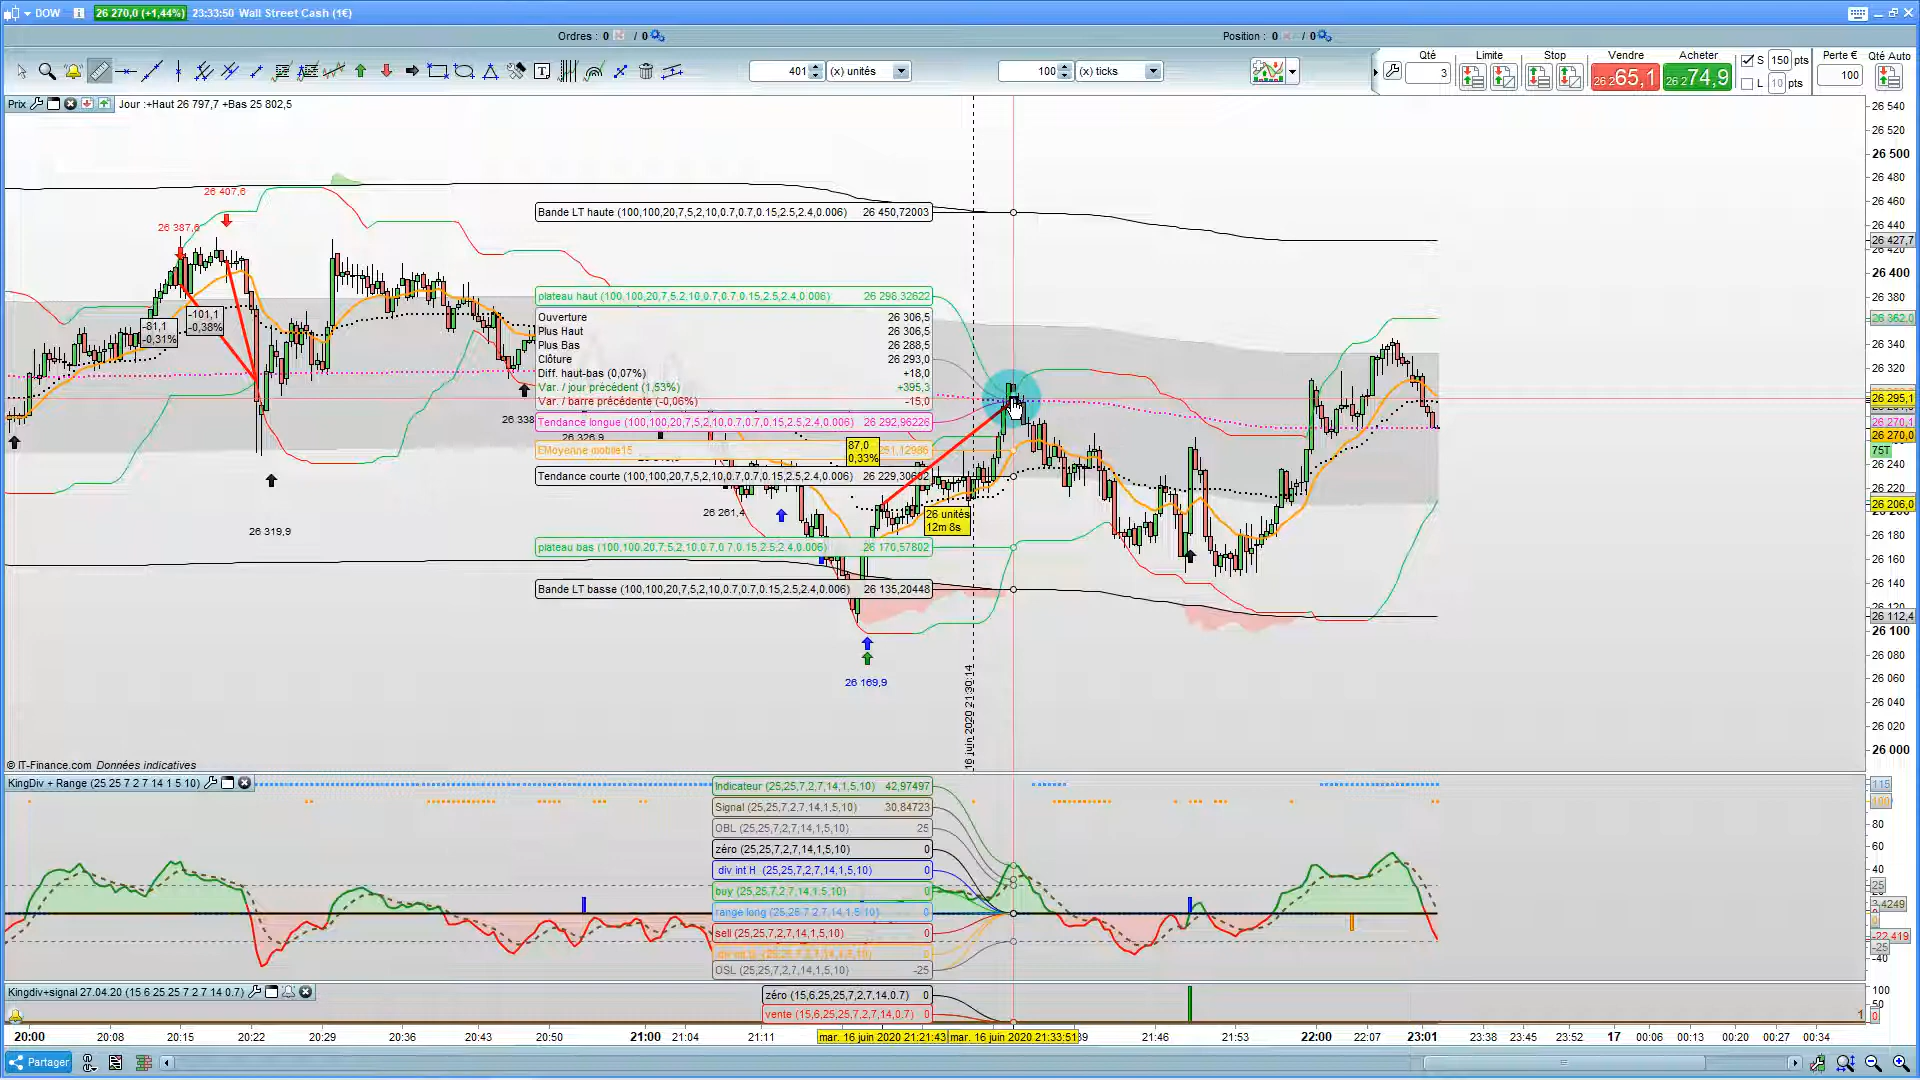 DOW 26 270,0 (+1,44%) 23:33:50 Wall Street Cash (1€)
Ordres : 0 / 0
Position : 0 / 0
401 (x) unités
100 (x) ticks
Qté
3
Limite
Stop
Vendre
26 265,1
Acheter
26 274,9
S 150 pts
L 10 pts
Perte €
100
Qté Auto
Prix
Jour :+Haut 26 797,7 +Bas 25 802,5
26 407,6
26 387,6
-81,1
-0,31%
-101,1
-0,38%
26 319,9
26 338
26 326,9
26 261,4
26 169,9
Bande LT haute (100,100,20,7,5,2,10,0.7,0.7,0.15,2.5,2.4,0.006) 26 450,72003
plateau haut (100,100,20,7,5,2,10,0.7,0.7,0.15,2.5,2.4,0.006) 26 298,32622
Ouverture 26 306,5
Plus Haut 26 306,5
Plus Bas 26 288,5
Clôture 26 293,0
Diff. haut-bas (0,07%) +18,0
Var. / jour précédent (1,53%) +395,3
Var. / barre précédente (-0,06%) -15,0
Tendance longue (100,100,20,7,5,2,10,0.7,0.7,0.15,2.5,2.4,0.006) 26 292,96226
87,0
0,33%
EMoyenne mobile15 251,12986
Tendance courte (100,100,20,7,5,2,10,0.7,0.7,0.15,2.5,2.4,0.006) 26 229,30602
26 unités
12m 8s
plateau bas (100,100,20,7,5,2,10,0.7,0.7,0.15,2.5,2.4,0.006) 26 170,57802
Bande LT basse (100,100,20,7,5,2,10,0.7,0.7,0.15,2.5,2.4,0.006) 26 135,20448
16 juin 2020 21:30:14
26 540
26 520
26 500
26 480
26 460
26 440
26 427,7
26 420
26 400
26 380
26 362,0
26 340
26 320
26 295,1
26 270,1
26 270,0
75T
26 240
26 220
26 206,0
26 180
26 160
26 140
26 120
26 112,4
26 100
26 080
26 060
26 040
26 020
26 000
© IT-Finance.com Données indicatives
KingDiv + Range (25 25 7 2 7 14 1 5 10)
Indicateur (25,25,7,2,7,14,1,5,10) 42,97497
Signal (25,25,7,2,7,14,1,5,10) 30,84723
OBL (25,25,7,2,7,14,1,5,10) 25
zéro (25,25,7,2,7,14,1,5,10) 0
div int H (25,25,7,2,7,14,1,5,10) 0
buy (25,25,7,2,7,14,1,5,10) 0
range long (25,25,7,2,7,14,1,5,10) 0
sell (25,25,7,2,7,14,1,5,10) 0
OSL (25,25,7,2,7,14,1,5,10) -25
115
100
80
60
40
25
3,4249
0
-22,419
-25
-40
Kingdiv+signal 27.04.20 (15 6 25 25 7 2 7 14 0.7)
zéro (15,6,25,25,7,2,7,14,0.7) 0
vente (15,6,25,25,7,2,7,14,0.7) 0
100
50
1
0
20:00 20:08 20:15 20:22 20:29 20:36 20:43 20:50 21:00 21:04 21:11 mar. 16 juin 2020 21:21:43 mar. 16 juin 2020 21:33:51 39 21:46 21:53 22:00 22:07 23:01 23:38 23:45 23:52 17 00:06 00:13 00:20 00:27 00:34
Partager